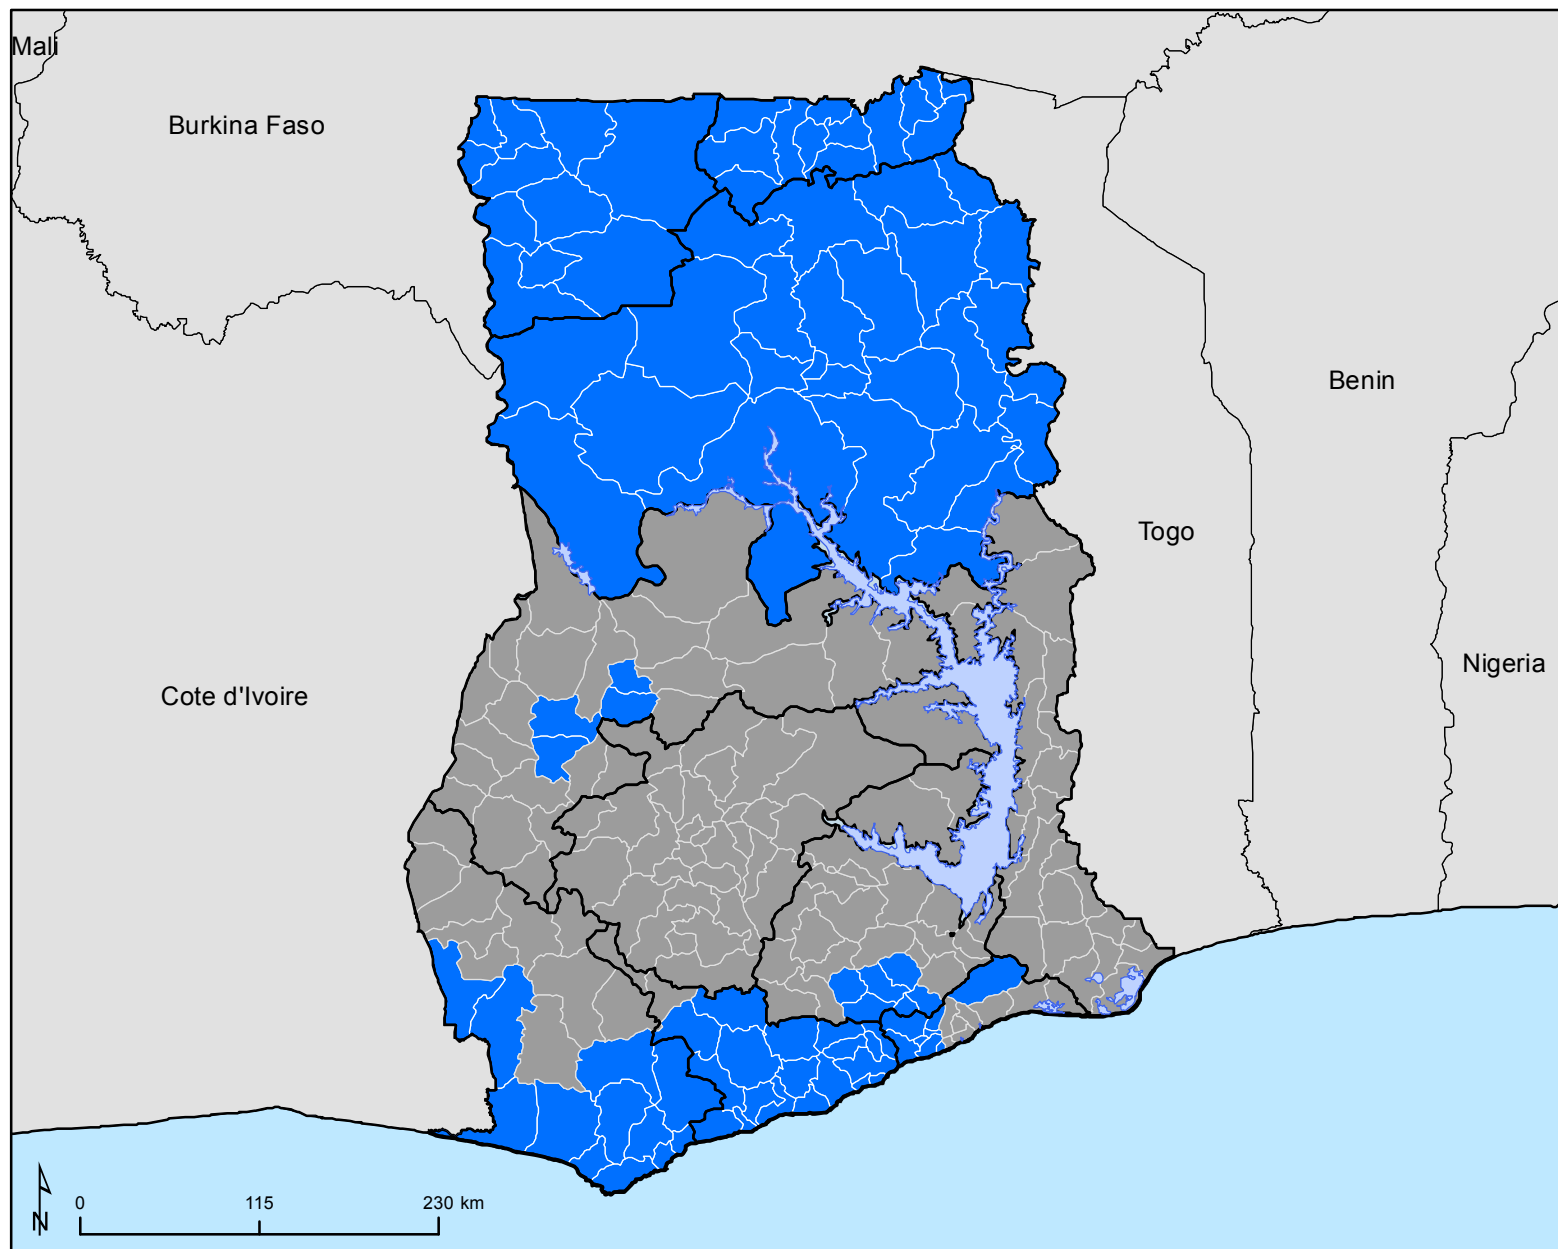 Mali
Burkina Faso
Benin
Togo
Nigeria
Cote d'Ivoire
N
0 115 230 km